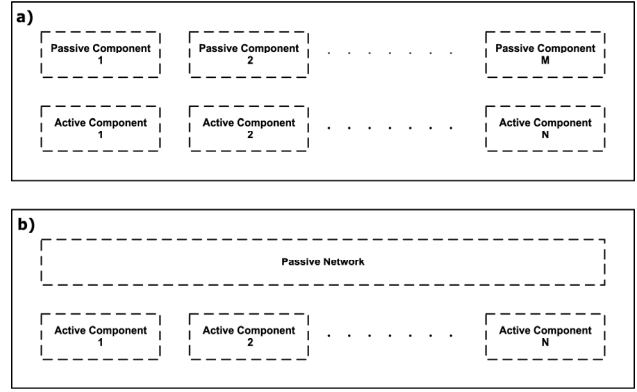 a)
Passive Component 1
Passive Component 2
. . . . . . .
Passive Component M
Active Component 1
Active Component 2
. . . . . . .
Active Component N
b)
Passive Network
Active Component 1
Active Component 2
. . . . . . .
Active Component N